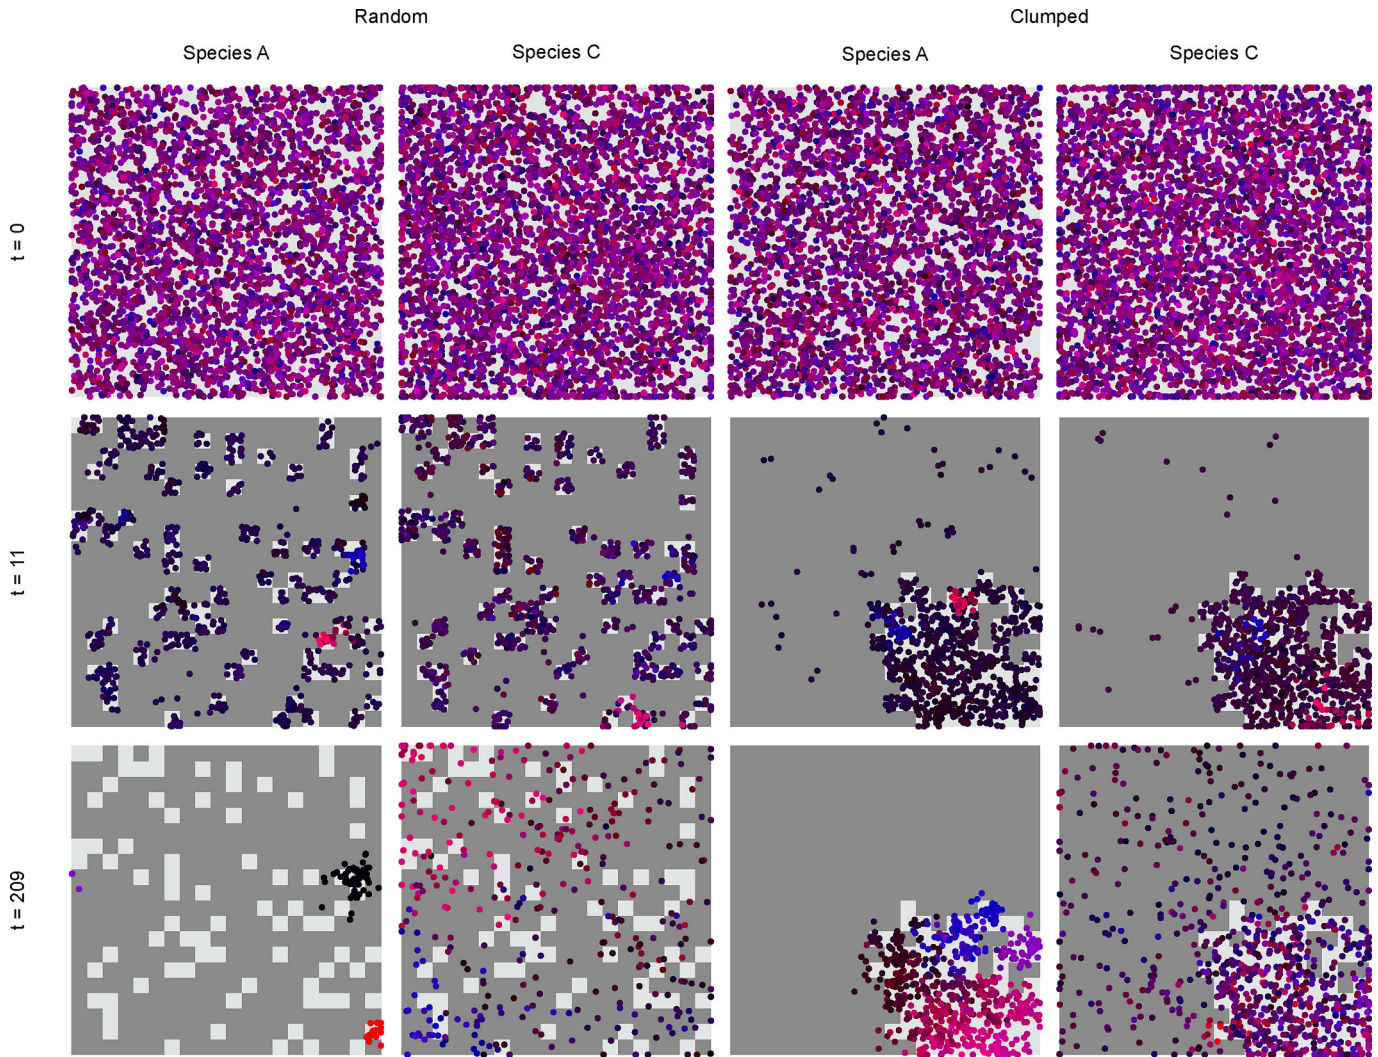 Random
Clumped
Species A
Species C
Species A
Species C
t = 0
t = 11
t = 209